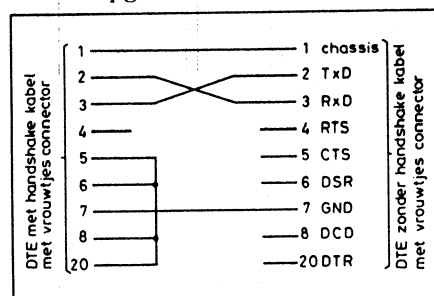 DTE met handshake kabel
met vrouwtjes connector
1
2
3
4
5
6
7
8
20
1 chassis
2 TxD
3 RxD
4 RTS
5 CTS
6 DSR
7 GND
8 DCD
20 DTR
DTE zonder handshake kabel
met vrouwtjes connector